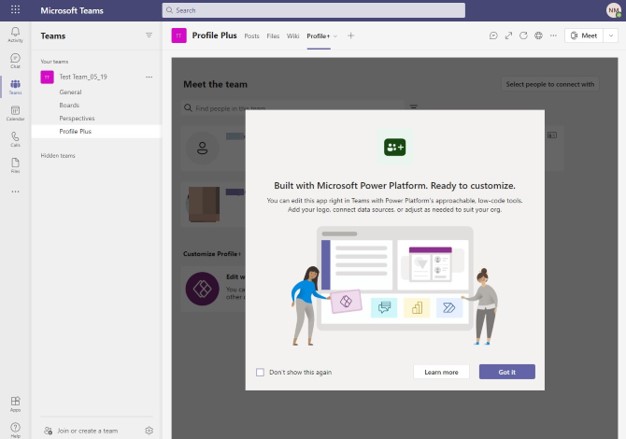 Microsoft Teams
Search
NM
Activity
Chat
Teams
Calendar
Calls
Files
Apps
Help
Teams
Your teams
Test Team_05_19
General
Boards
Perspectives
Profile Plus
Hidden teams
Join or create a team
Profile Plus Posts Files Wiki Profile+
Meet
Meet the team
Select people to connect with
Find people in this team
Customize Profile+
Edit w
You ca
other
Built with Microsoft Power Platform. Ready to customize.
You can edit this app right in Teams with Power Platform's approachable, low-code tools.
Add your logo, connect data sources, or adjust as needed to suit your org.
Don't show this again
Learn more
Got it